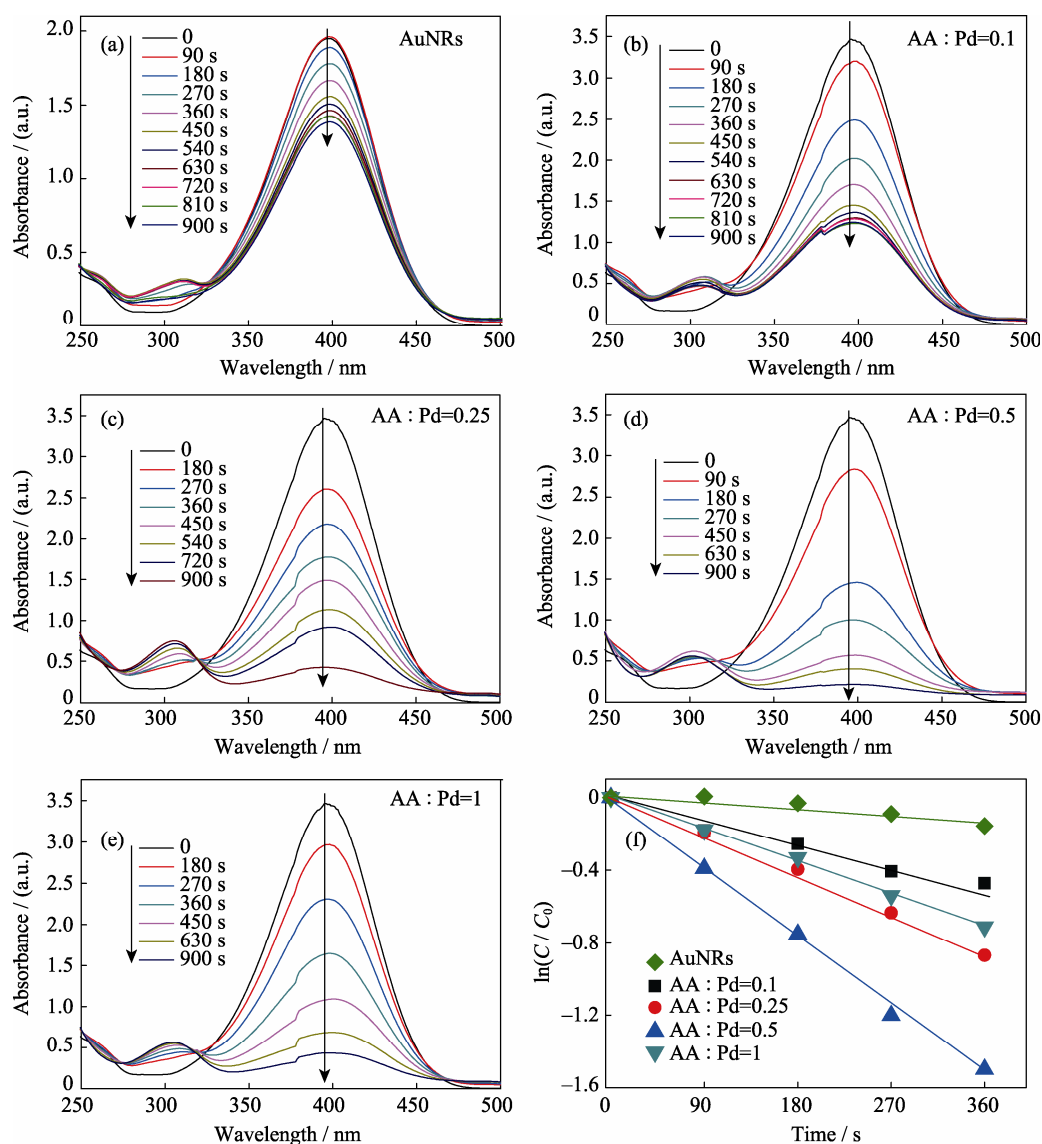 (a)
AuNRs
0
90 s
180 s
270 s
360 s
450 s
540 s
630 s
720 s
810 s
900 s
2.0
1.5
1.0
0.5
0
Absorbance / (a.u.)
250 300 350 400 450 500
Wavelength / nm
(b)
AA : Pd=0.1
0
90 s
180 s
270 s
360 s
450 s
540 s
630 s
720 s
810 s
900 s
3.5
3.0
2.5
2.0
1.5
1.0
0.5
0
Absorbance / (a.u.)
250 300 350 400 450 500
Wavelength / nm
(c)
AA : Pd=0.25
0
180 s
270 s
360 s
450 s
540 s
720 s
900 s
3.5
3.0
2.5
2.0
1.5
1.0
0.5
0
Absorbance / (a.u.)
250 300 350 400 450 500
Wavelength / nm
(d)
AA : Pd=0.5
0
90 s
180 s
270 s
450 s
630 s
900 s
3.5
3.0
2.5
2.0
1.5
1.0
0.5
0
Absorbance / (a.u.)
250 300 350 400 450 500
Wavelength / nm
(e)
AA : Pd=1
0
180 s
270 s
360 s
450 s
630 s
900 s
3.5
3.0
2.5
2.0
1.5
1.0
0.5
0
Absorbance / (a.u.)
250 300 350 400 450 500
Wavelength / nm
(f)
0
−0.4
−0.8
−1.2
−1.6
ln(C / C0)
AuNRs
AA : Pd=0.1
AA : Pd=0.25
AA : Pd=0.5
AA : Pd=1
0 90 180 270 360
Time / s